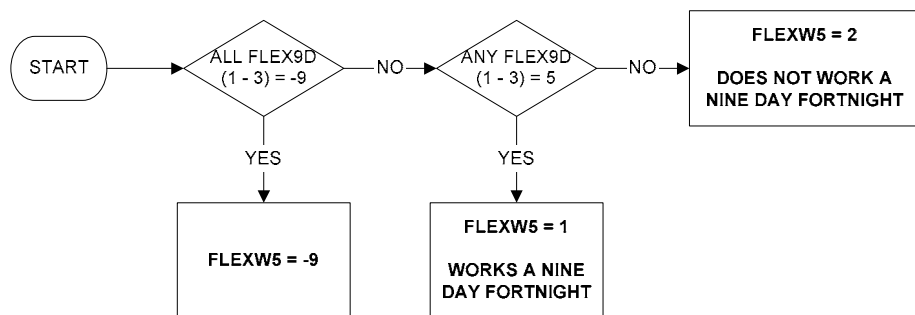 START
ALL FLEX9D
(1 - 3) = -9
NO
ANY FLEX9D
(1 - 3) = 5
NO
FLEXW5 = 2
DOES NOT WORK A
NINE DAY FORTNIGHT
YES
YES
FLEXW5 = -9
FLEXW5 = 1
WORKS A NINE
DAY FORTNIGHT